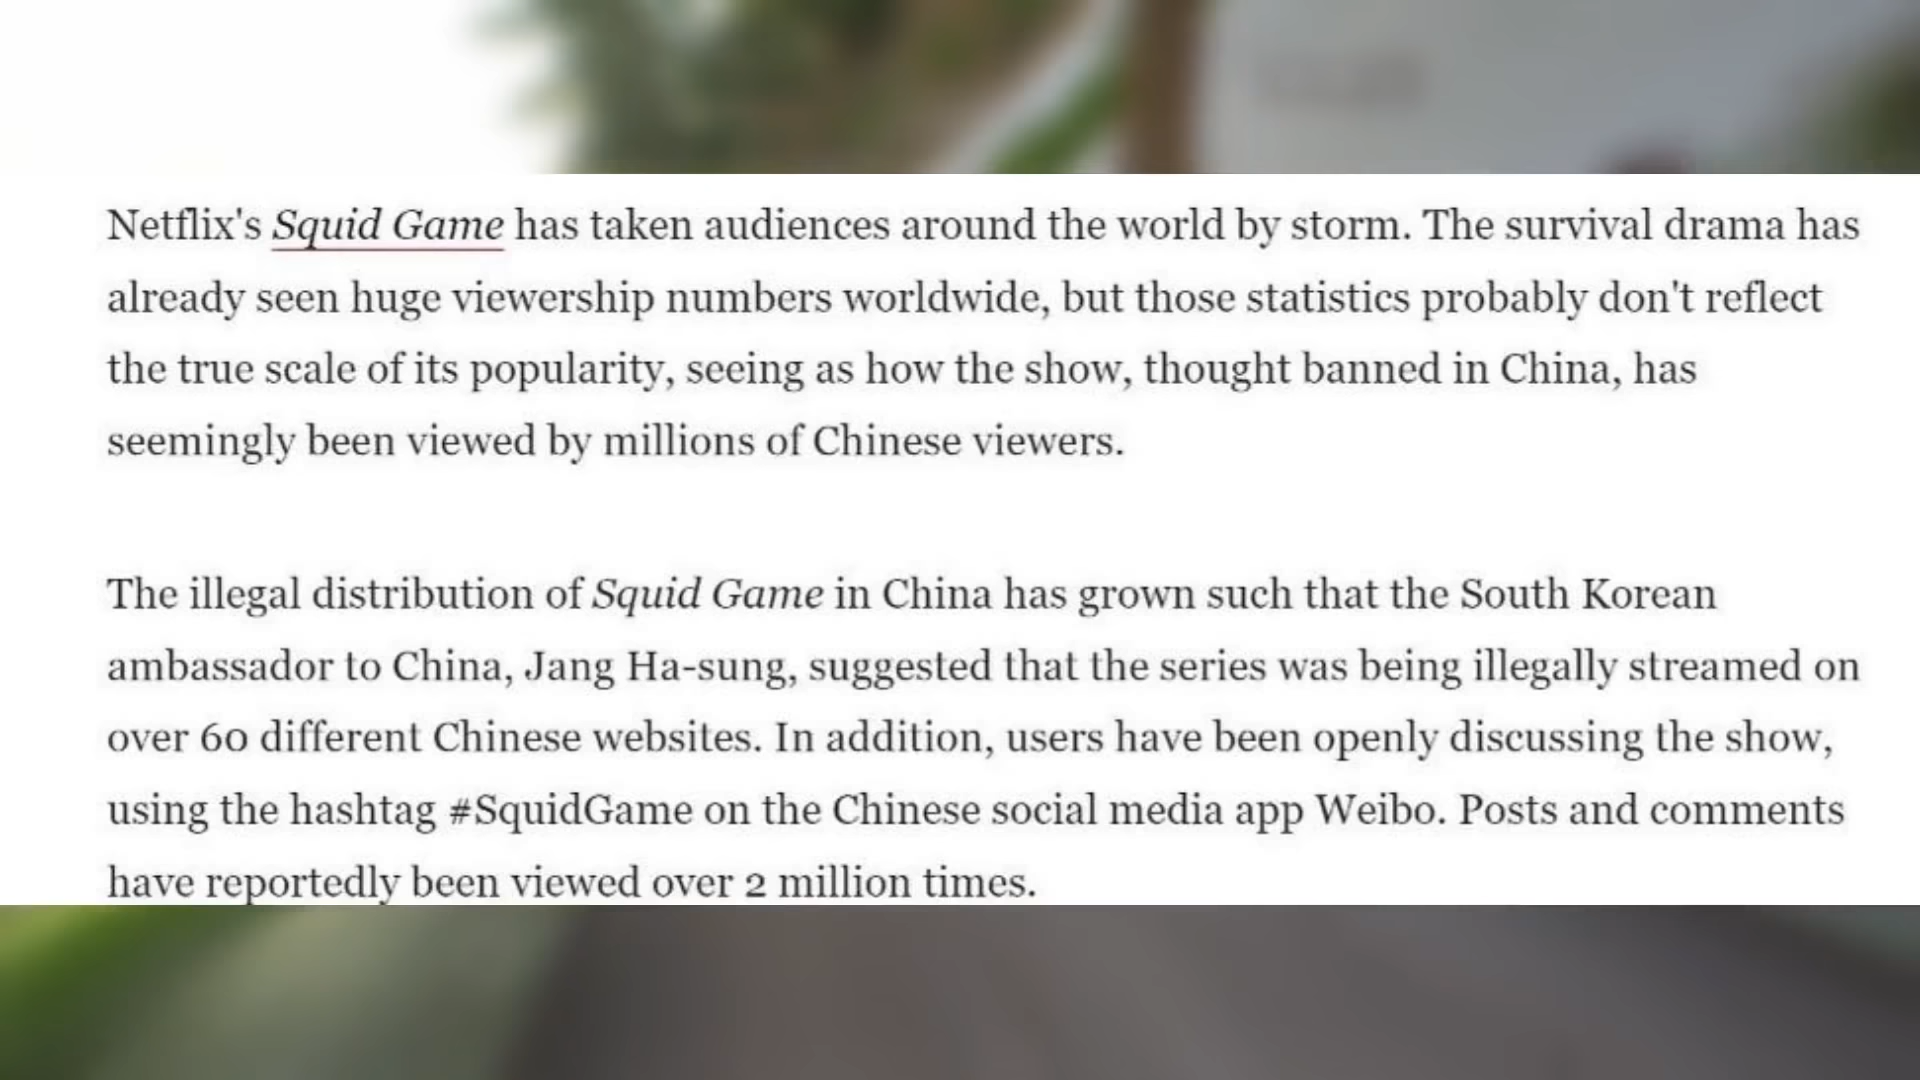 Netflix's Squid Game has taken audiences around the world by storm. The survival drama has
already seen huge viewership numbers worldwide, but those statistics probably don't reflect
the true scale of its popularity, seeing as how the show, thought banned in China, has
seemingly been viewed by millions of Chinese viewers.
The illegal distribution of Squid Game in China has grown such that the South Korean
ambassador to China, Jang Ha-sung, suggested that the series was being illegally streamed on
over 60 different Chinese websites. In addition, users have been openly discussing the show,
using the hashtag #SquidGame on the Chinese social media app Weibo. Posts and comments
have reportedly been viewed over 2 million times.